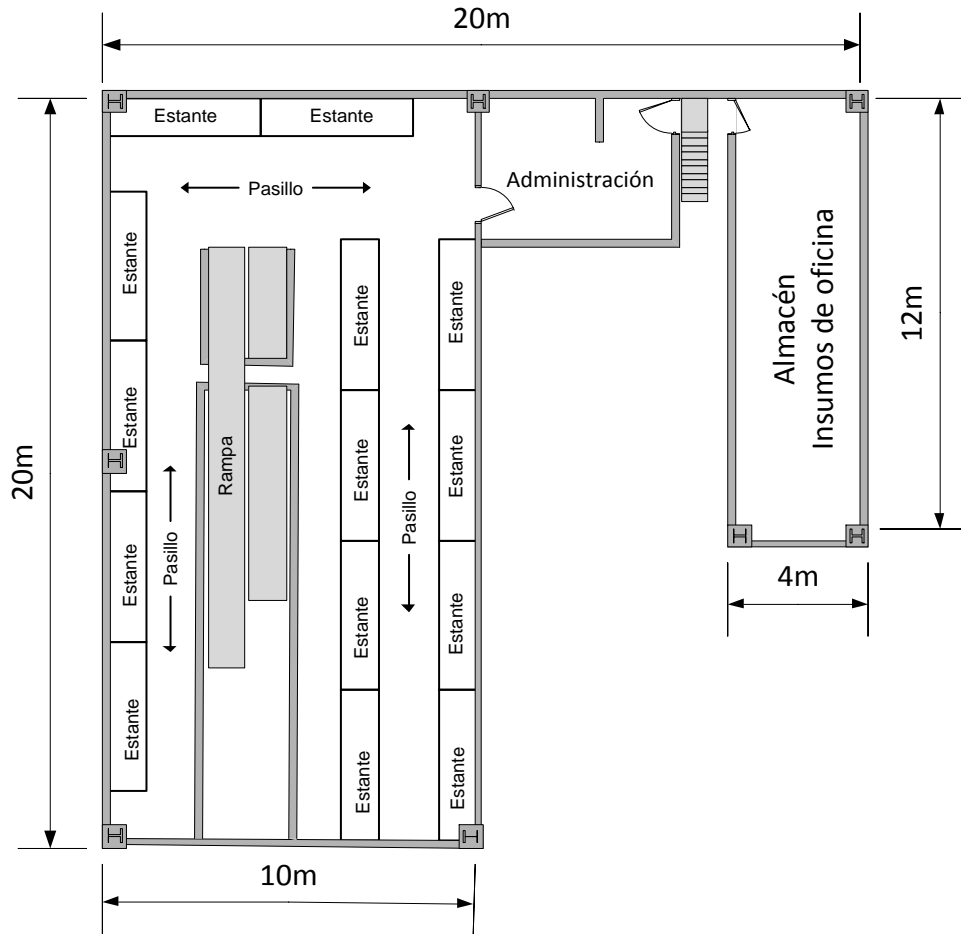 20m
Estante
Estante
Pasillo
Administración
Estante
Estante
Estante
Estante
Rampa
Pasillo
Estante
Estante
Estante
Estante
Pasillo
Estante
Estante
Estante
Estante
Almacén
Insumos de oficina
12m
20m
4m
10m